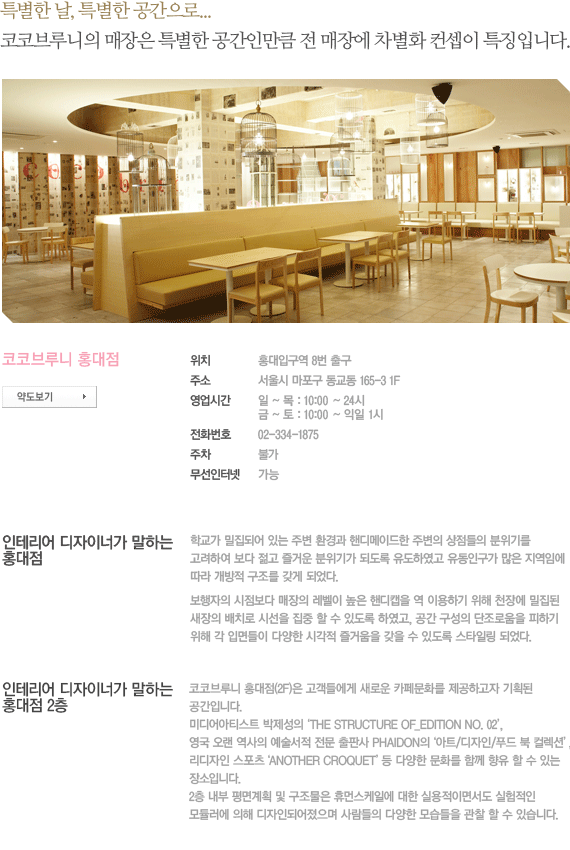 특별한 날, 특별한 공간으로...
코코브루니의 매장은 특별한 공간인만큼 전 매장에 차별화 컨셉이 특징입니다.
코코브루니 홍대점
약도보기
위치 홍대입구역 8번 출구
주소 서울시 마포구 동교동 165-3 1F
영업시간 일 ~ 목 : 10:00 ~ 24시
금 ~ 토 : 10:00 ~ 익일 1시
전화번호 02-334-1875
주차 불가
무선인터넷 가능
인테리어 디자이너가 말하는
홍대점
학교가 밀집되어 있는 주변 환경과 핸디메이드한 주변의 상점들의 분위기를
고려하여 보다 젊고 즐거운 분위기가 되도록 유도하였고 유동인구가 많은 지역임에
따라 개방적 구조를 갖게 되었다.
보행자의 시점보다 매장의 레벨이 높은 핸디캡을 역 이용하기 위해 천장에 밀집된
새장의 배치로 시선을 집중 할 수 있도록 하였고, 공간 구성의 단조로움을 피하기
위해 각 입면들이 다양한 시각적 즐거움을 갖을 수 있도록 스타일링 되었다.
인테리어 디자이너가 말하는
홍대점 2층
코코브루니 홍대점(2F)은 고객들에게 새로운 카페문화를 제공하고자 기획된
공간입니다.
미디어아티스트 박제성의 'THE STRUCTURE OF_EDITION NO. 02',
영국 오랜 역사의 예술서적 전문 출판사 PHAIDON의 '아트/디자인/푸드 북 컬렉션',
리디자인 스포츠 'ANOTHER CROQUET' 등 다양한 문화를 함께 향유 할 수 있는
장소입니다.
2층 내부 평면계획 및 구조물은 휴먼스케일에 대한 실용적이면서도 실험적인
모듈러에 의해 디자인되어졌으며 사람들의 다양한 모습들을 관찰 할 수 있습니다.